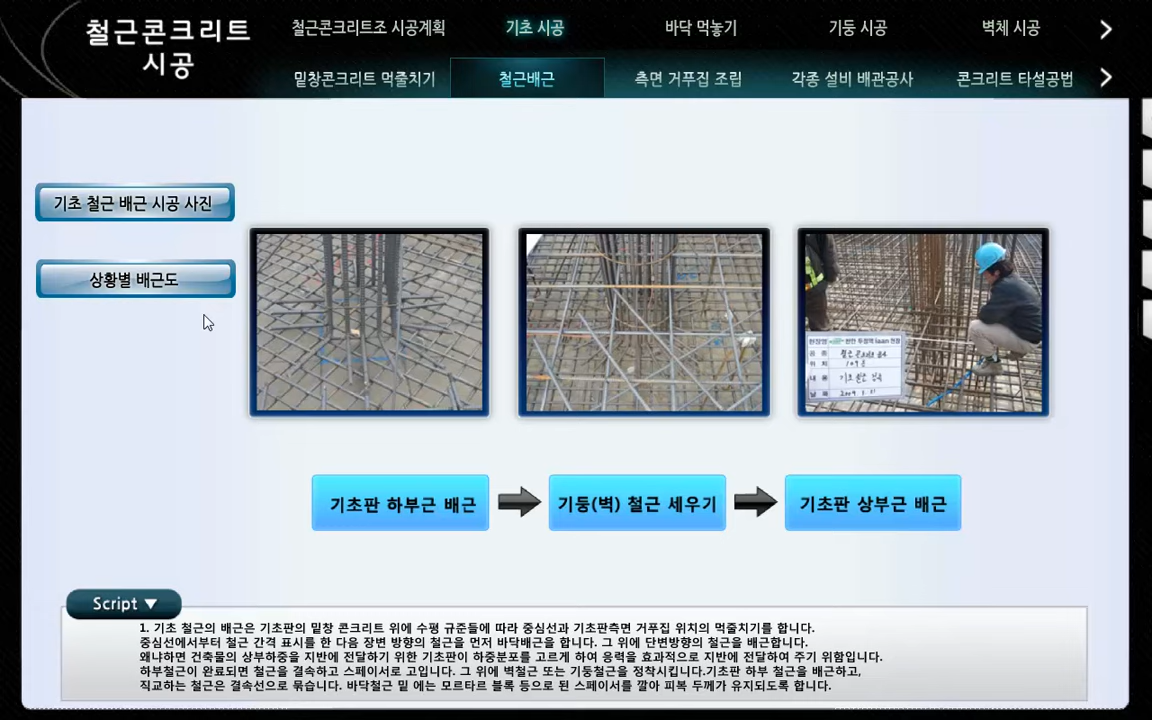 철근콘크리트
시공
철근콘크리트조 시공계획
기초 시공
바닥 먹놓기
기둥 시공
벽체 시공
밑창콘크리트 먹줄치기
철근배근
측면 거푸집 조립
각종 설비 배관공사
콘크리트 타설공법
기초 철근 배근 시공 사진
상황별 배근도
기초판 하부근 배근
기둥(벽) 철근 세우기
기초판 상부근 배근
Script ▼
1. 기초 철근의 배근은 기초판의 밑창 콘크리트 위에 수평 규준틀에 따라 중심선과 기초판측면 거푸집 위치의 먹줄치기를 합니다.
중심선에서부터 철근 간격 표시를 한 다음 장변 방향의 철근을 먼저 바닥배근을 합니다. 그 위에 단변방향의 철근을 배근합니다.
왜냐하면 건축물의 상부하중을 지반에 전달하기 위한 기초판이 하중분포를 고르게 하여 응력을 효과적으로 지반에 전달하여 주기 위함입니다.
하부철근이 완료되면 철근을 결속하고 스페이서로 고입니다. 그 위에 벽철근 또는 기둥철근을 정착시킵니다.기초판 하부 철근을 배근하고,
직교하는 철근은 결속선으로 묶습니다. 바닥철근 밑 에는 모르타르 블록 등으로 된 스페이서를 깔아 피복 두께가 유지되도록 합니다.